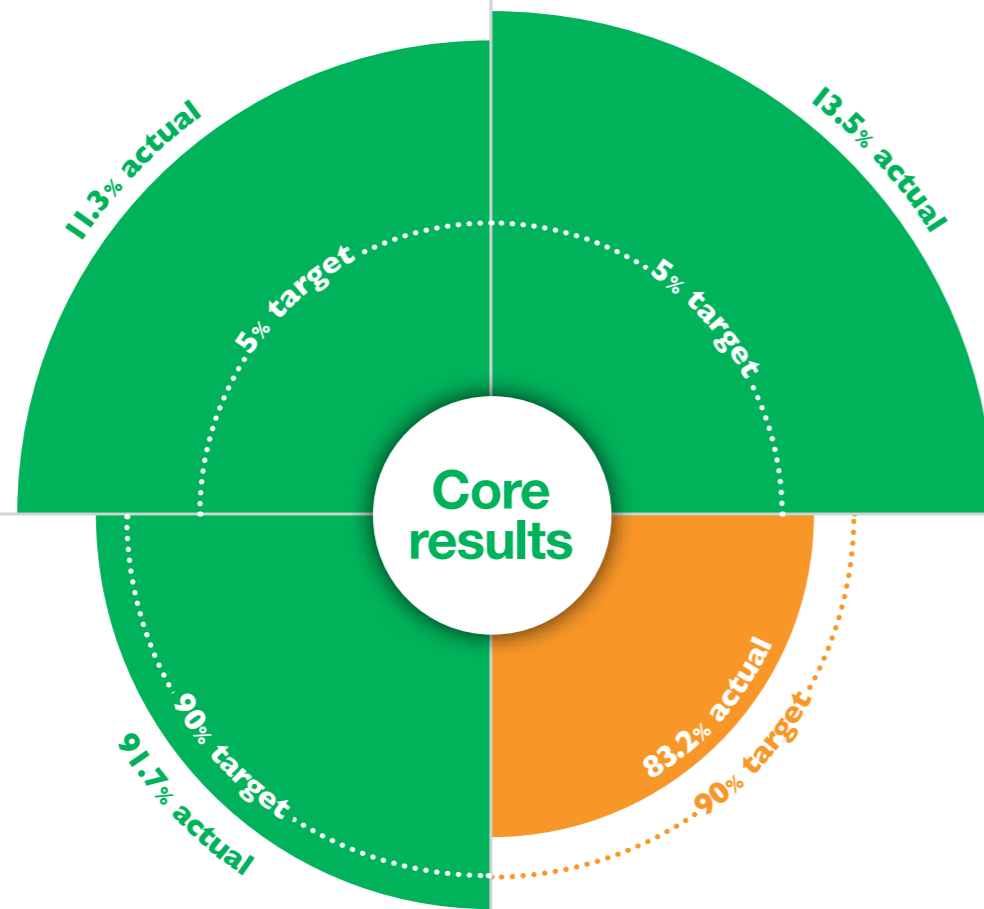 11.3% actual
13.5% actual
5% target
5% target
Core
results
90% target
91.7% actual
83.2% actual
90% target